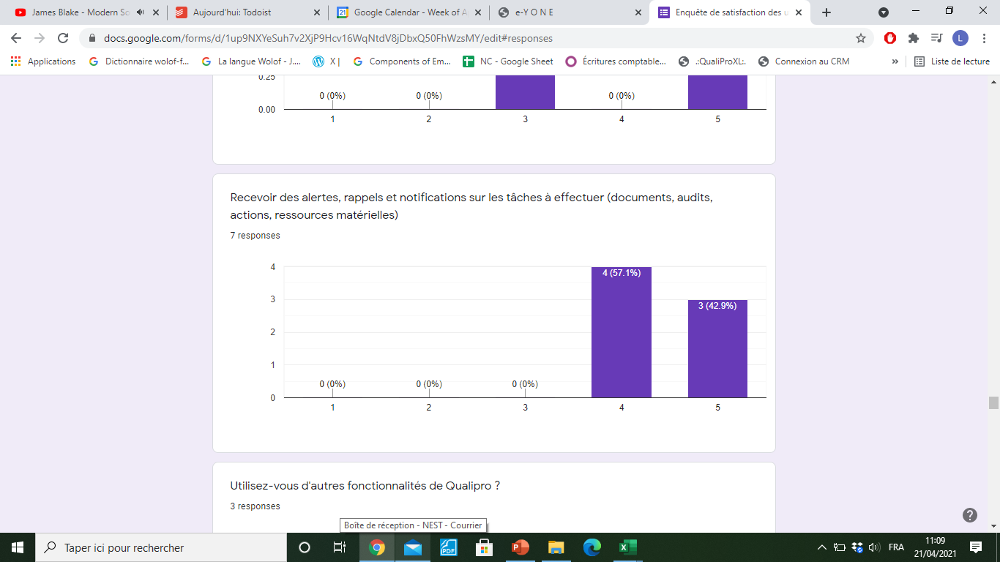 James Blake - Modern So
Aujourd'hui: Todoist
Google Calendar - Week of A
e-Y O N E
Enquête de satisfaction des u
docs.google.com/forms/d/1up9NXYeSuh7v2XjP9Hcv16WqNtdV8jDbxQ50FhWzsMY/edit#responses
L
Applications
Dictionnaire wolof-f...
La langue Wolof - J....
X |
Components of Em...
NC - Google Sheet
Écritures comptable...
.:QualiProXL:.
Connexion au CRM
»
Liste de lecture
0.25
0 (0%) 0 (0%) 0 (0%)
0.00
1 2 3 4 5
Recevoir des alertes, rappels et notifications sur les tâches à effectuer (documents, audits,
actions, ressources matérielles)
7 responses
4
4 (57.1%)
3
3 (42.9%)
2
1
0 (0%) 0 (0%) 0 (0%)
0
1 2 3 4 5
Utilisez-vous d'autres fonctionnalités de Qualipro ?
3 responses
Boîte de réception - NEST - Courrier
Taper ici pour rechercher
FRA
11:09
21/04/2021